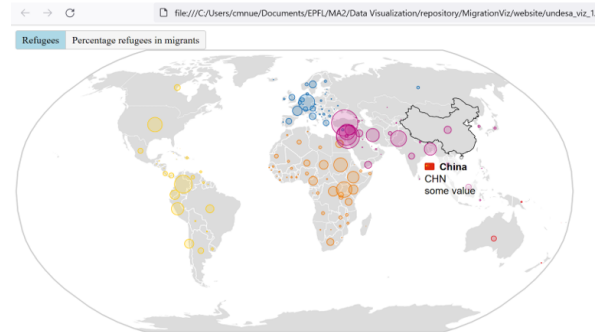 file:///C:/Users/cmnue/Documents/EPFL/MA2/Data Visualization/repository/MigrationViz/website/undesa_viz_1.
Refugees
Percentage refugees in migrants
China
CHN
some value